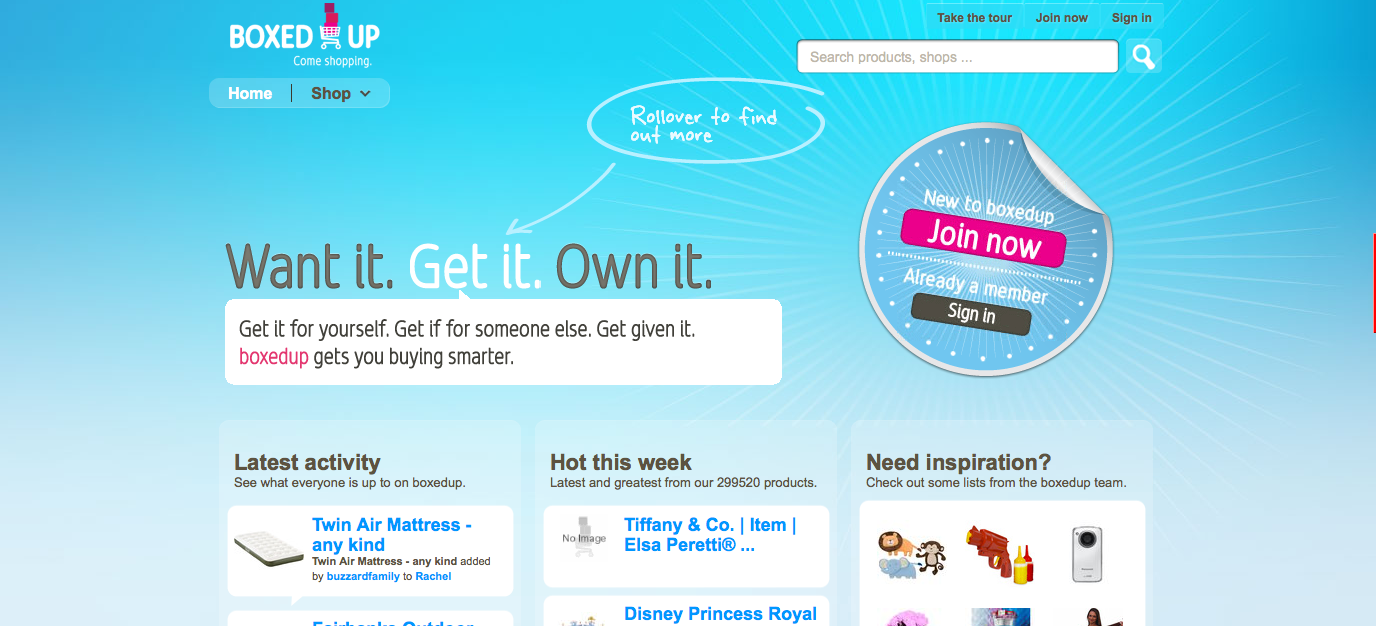 BOXED UP
Come shopping.
Take the tour
Join now
Sign in
Search products, shops ...
Home
Shop
Rollover to find
out more
New to boxedup
Join now
Already a member
Sign in
Want it. Get it. Own it.
Get it for yourself. Get if for someone else. Get given it.
boxedup gets you buying smarter.
Latest activity
See what everyone is up to on boxedup.
Twin Air Mattress -
any kind
Twin Air Mattress - any kind added
by buzzardfamily to Rachel
Fairbanks Outdoor
Hot this week
Latest and greatest from our 299520 products.
No Image
Tiffany & Co. | Item |
Elsa Peretti® ...
Disney Princess Royal
Need inspiration?
Check out some lists from the boxedup team.